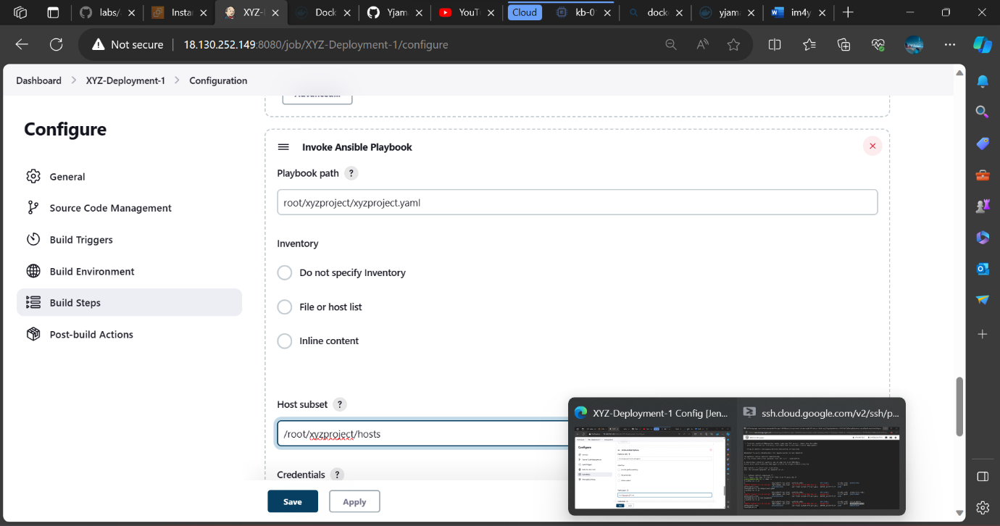 labs/
Insta
XYZ-
Dock
Yjam
YouT
Cloud
kb-0
dock
yjam
im4y
Not secure
18.130.252.149:8080/job/XYZ-Deployment-1/configure
Dashboard
XYZ-Deployment-1
Configuration
Advanced...
Configure
General
Source Code Management
Build Triggers
Build Environment
Build Steps
Post-build Actions
Invoke Ansible Playbook
Playbook path ?
root/xyzproject/xyzproject.yaml
Inventory
Do not specify Inventory
File or host list
Inline content
Host subset ?
/root/xyzproject/hosts
Credentials ?
Save
Apply
XYZ-Deployment-1 Config [Jen...
ssh.cloud.google.com/v2/ssh/p...